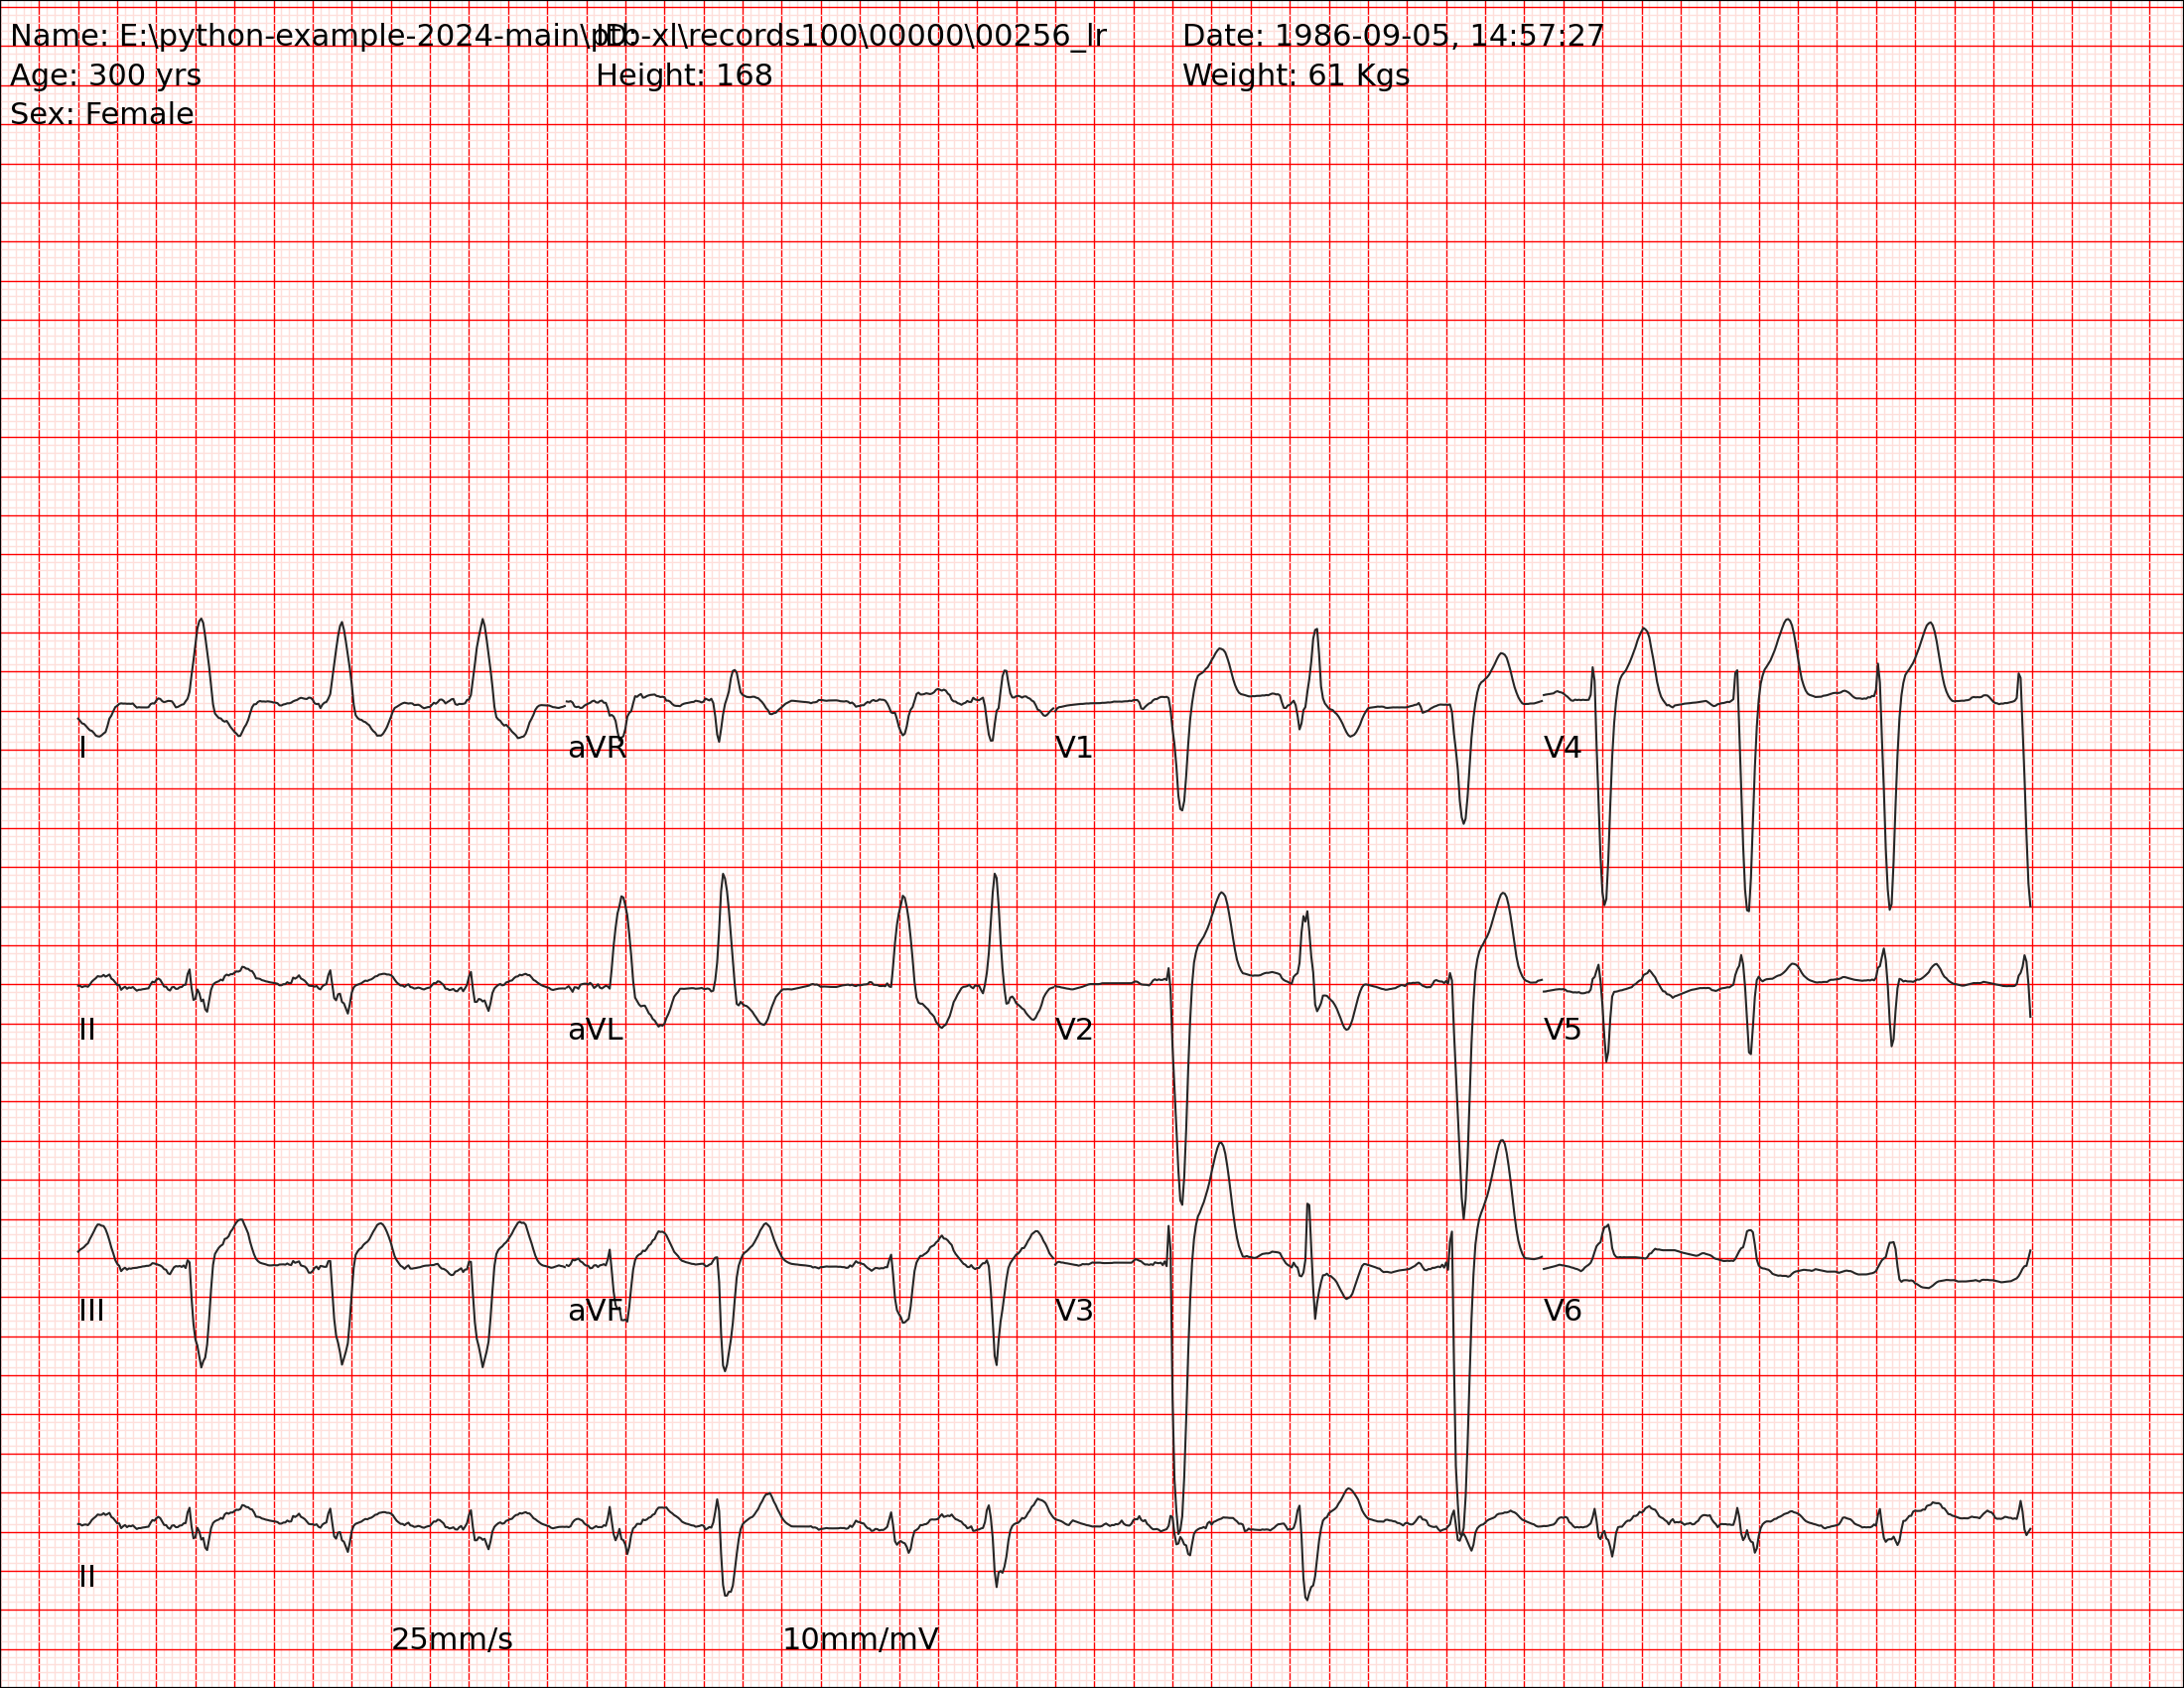 Name: E:\python-example-2024-main\ptb-xl\records100\00000\00256_lr ID: Date: 1986-09-05, 14:57:27
Age: 300 yrs Height: 168 Weight: 61 Kgs
Sex: Female
I aVR V1 V4
II aVL V2 V5
III aVF V3 V6
II
25mm/s 10mm/mV